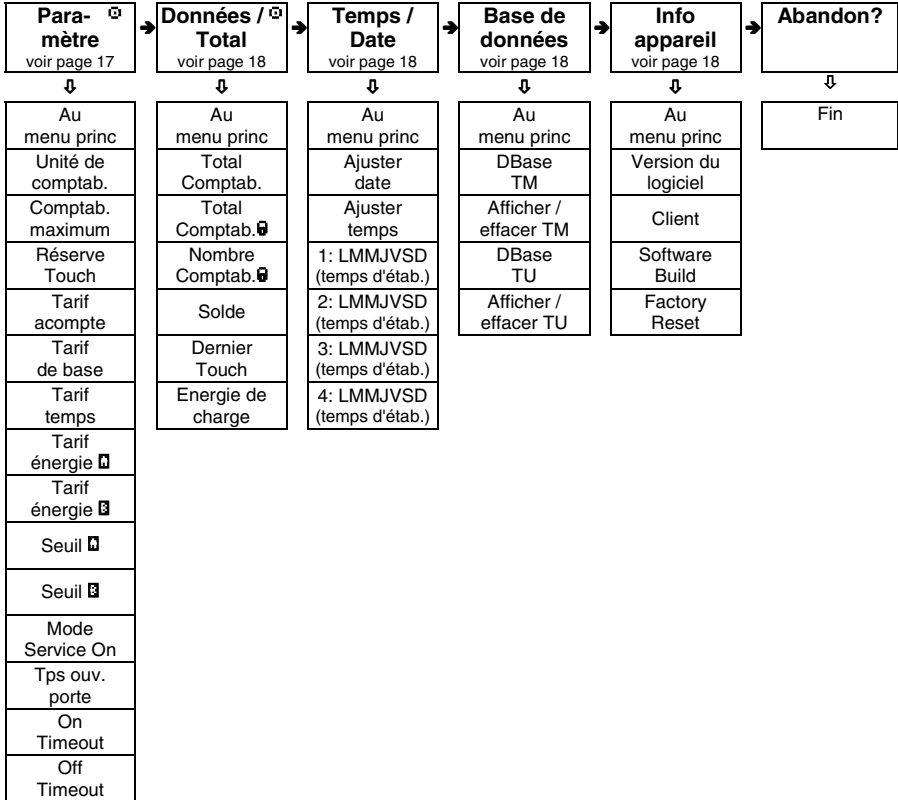 Para-
mètre
voir page 17
Données /
Total
voir page 18
Temps /
Date
voir page 18
Base de
données
voir page 18
Info
appareil
voir page 18
Abandon?
Au
menu princ
Unité de
comptab.
Comptab.
maximum
Réserve
Touch
Tarif
acompte
Tarif
de base
Tarif
temps
Tarif
énergie A
Tarif
énergie B
Seuil A
Seuil B
Mode
Service On
Tps ouv.
porte
On
Timeout
Off
Timeout
Au
menu princ
Total
Comptab.
Total
Comptab.
Nombre
Comptab.
Solde
Dernier
Touch
Energie de
charge
Au
menu princ
Ajuster
date
Ajuster
temps
1: LMMJVSD
(temps d'étab.)
2: LMMJVSD
(temps d'étab.)
3: LMMJVSD
(temps d'étab.)
4: LMMJVSD
(temps d'étab.)
Au
menu princ
DBase
TM
Afficher /
effacer TM
DBase
TU
Afficher /
effacer TU
Au
menu princ
Version du
logiciel
Client
Software
Build
Factory
Reset
Fin